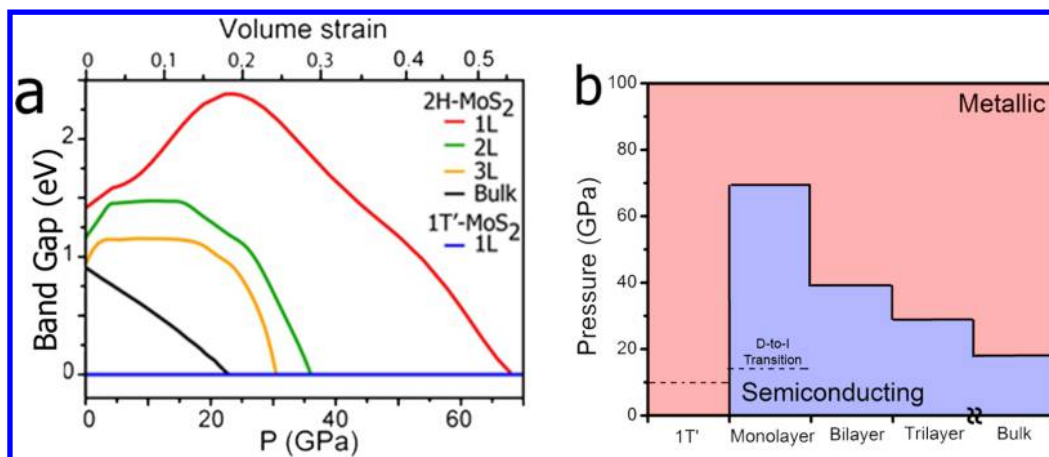 a
Volume strain
0 0.1 0.2 0.3 0.4 0.5
Band Gap (eV)
2
1
0
2H-MoS₂
1L
2L
3L
Bulk
1T′-MoS₂
1L
0 20 40 60
P (GPa)
b
Pressure (GPa)
100
80
60
40
20
0
Metallic
D-to-I
Transition
Semiconducting
1T' Monolayer Bilayer Trilayer Bulk